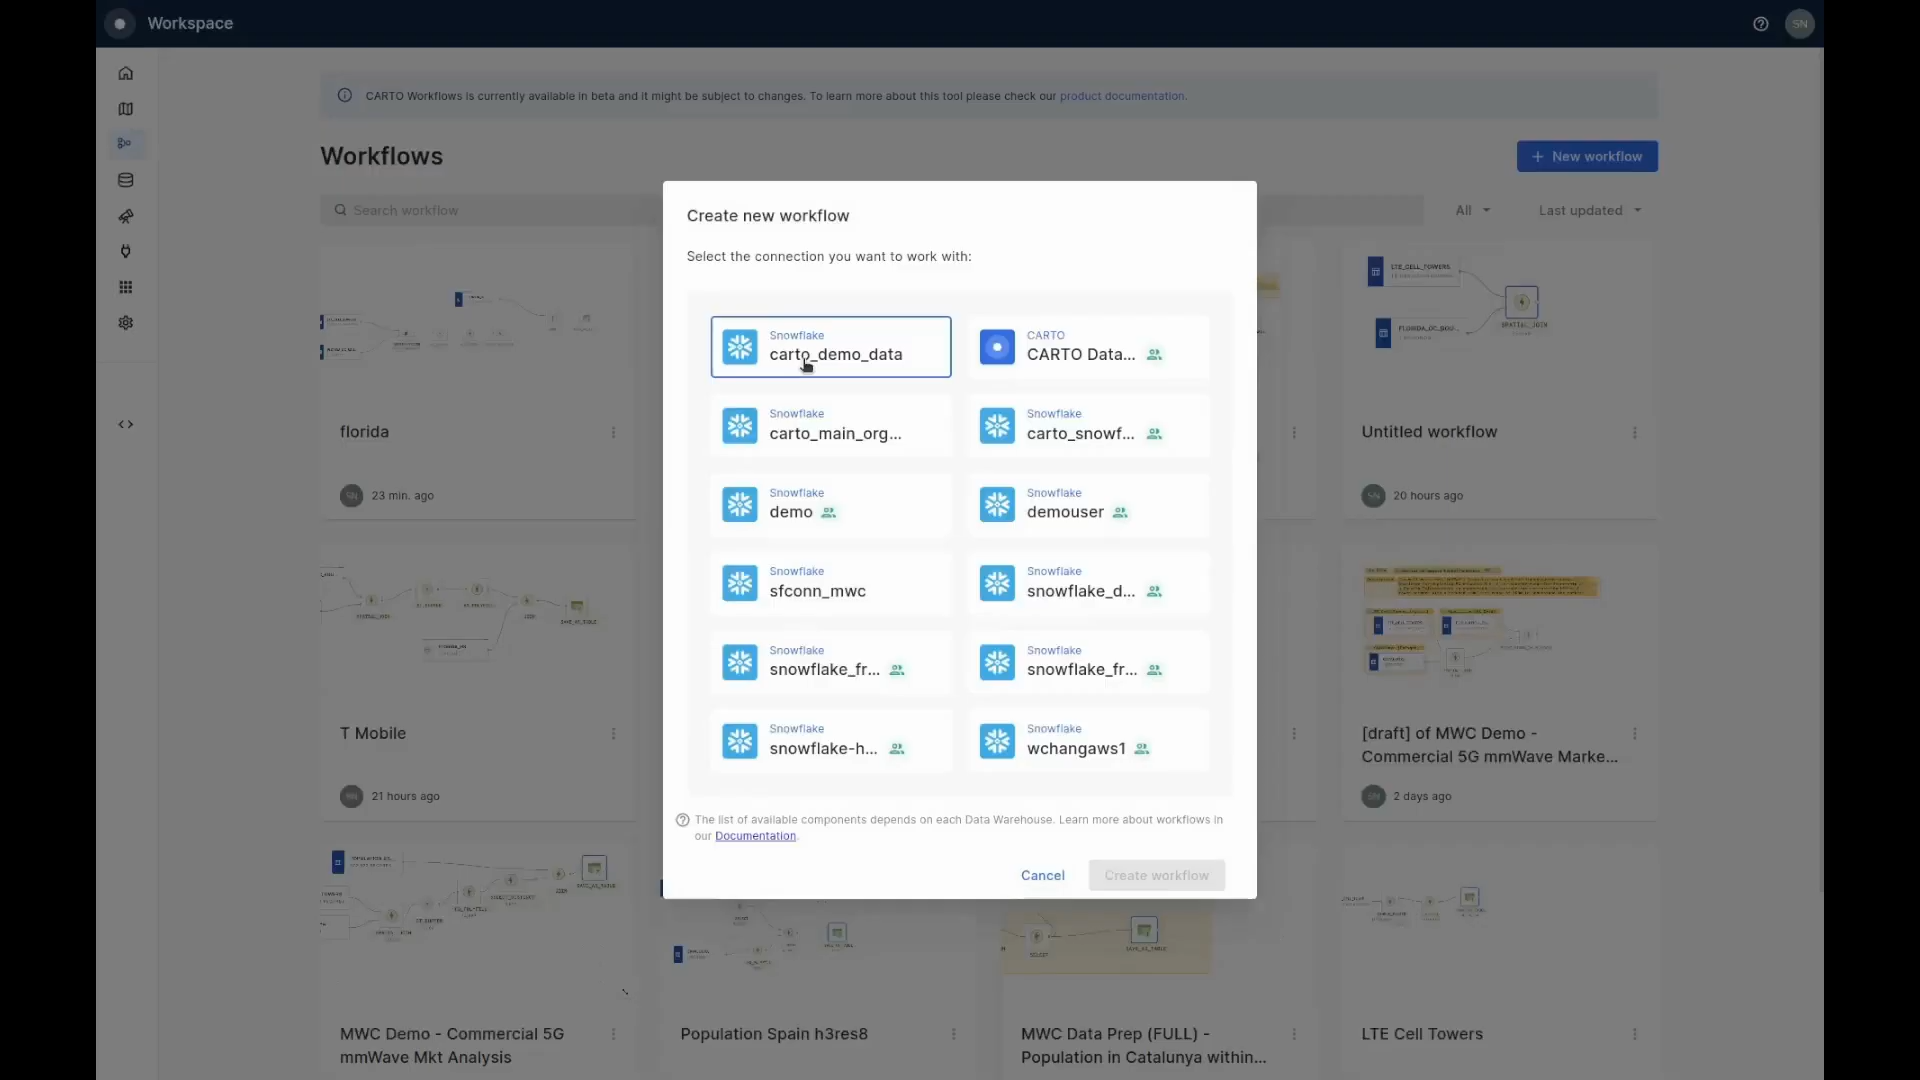 Workspace
SN
CARTO Workflows is currently available in beta and it might be subject to changes. To learn more about this tool please check our product documentation.
Workflows
+ New workflow
Search workflow
All
Last updated
Create new workflow
Select the connection you want to work with:
Snowflake
carto_demo_data
CARTO
CARTO Data...
Snowflake
carto_main_org...
Snowflake
carto_snowf...
Snowflake
demo
Snowflake
demouser
Snowflake
sfconn_mwc
Snowflake
snowflake_d...
Snowflake
snowflake_fr...
Snowflake
snowflake_fr...
Snowflake
snowflake-h...
Snowflake
wchangaws1
The list of available components depends on each Data Warehouse. Learn more about workflows in
our Documentation.
Cancel
Create workflow
florida
SN 23 min. ago
LTE_CELL_TOWERS
SPATIAL_JOIN
Untitled workflow
SN 20 hours ago
T Mobile
SN 21 hours ago
[draft] of MWC Demo -
Commercial 5G mmWave Marke...
SN 2 days ago
MWC Demo - Commercial 5G
mmWave Mkt Analysis
Population Spain h3res8
MWC Data Prep (FULL) -
Population in Catalunya within...
LTE Cell Towers